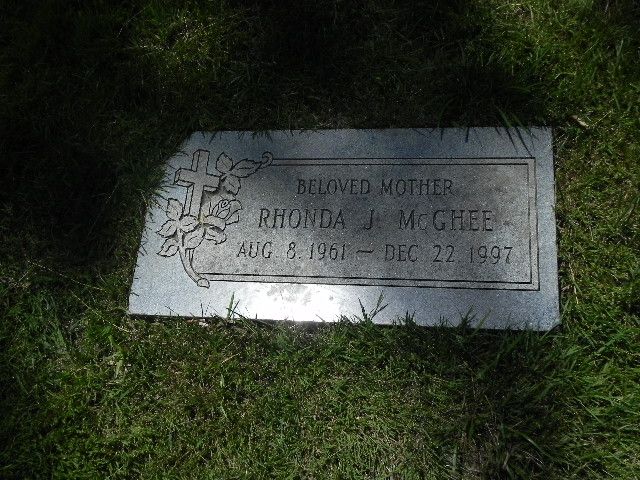 BELOVED MOTHER
RHONDA J. McGHEE
AUG. 8. 1961 — DEC. 22. 1997